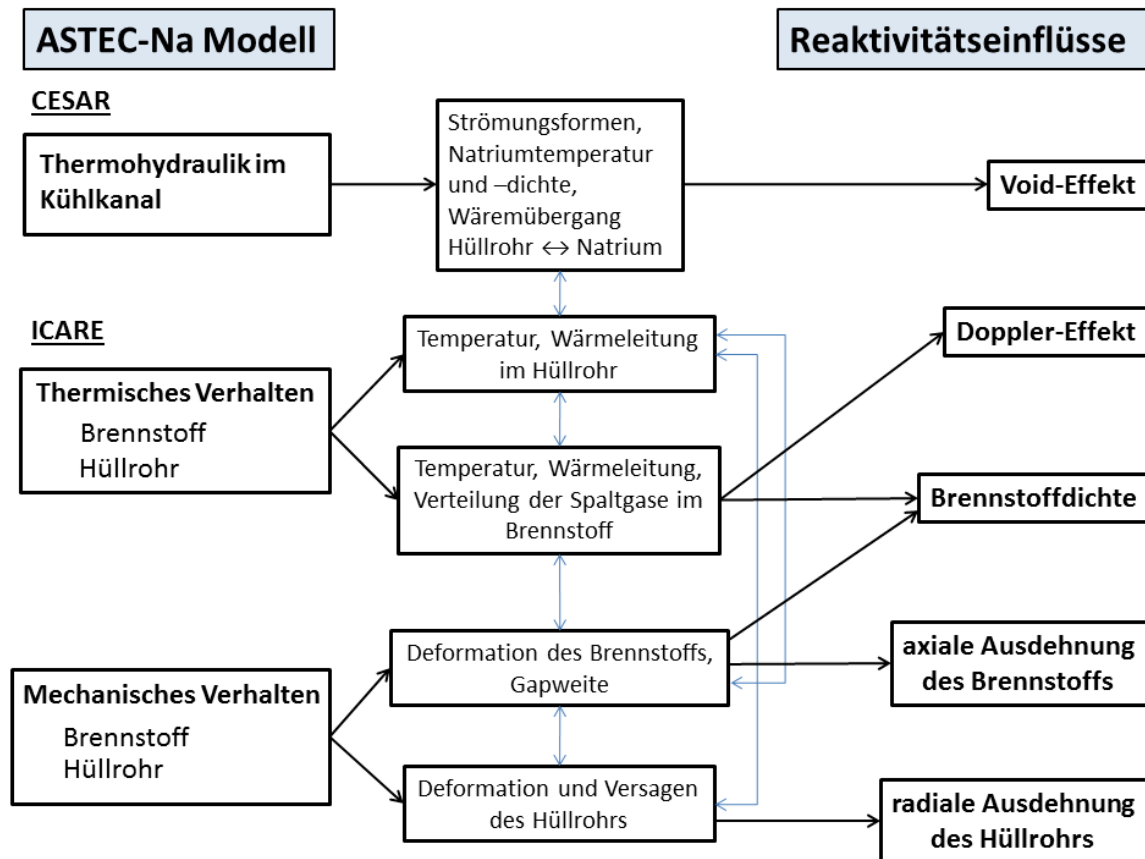 ASTEC-Na Modell
Reaktivitätseinflüsse
CESAR
Thermohydraulik im
Kühlkanal
Strömungsformen,
Natriumtemperatur
und –dichte,
Wäremübergang
Hüllrohr ↔ Natrium
Void-Effekt
ICARE
Thermisches Verhalten
Brennstoff
Hüllrohr
Temperatur, Wärmeleitung
im Hüllrohr
Doppler-Effekt
Temperatur, Wärmeleitung,
Verteilung der Spaltgase im
Brennstoff
Brennstoffdichte
Mechanisches Verhalten
Brennstoff
Hüllrohr
Deformation des Brennstoffs,
Gapweite
axiale Ausdehnung
des Brennstoffs
Deformation und Versagen
des Hüllrohrs
radiale Ausdehnung
des Hüllrohrs